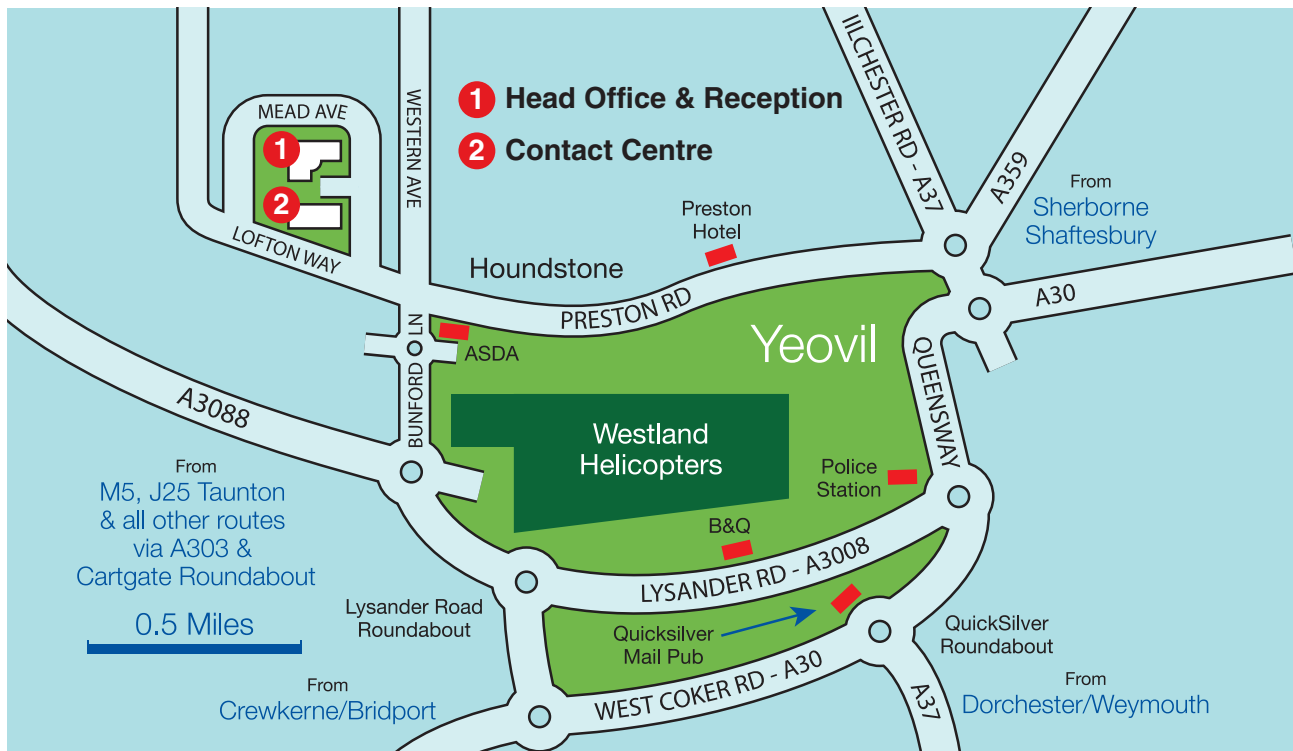 1 Head Office & Reception
2 Contact Centre
MEAD AVE
1
2
LOFTON WAY
WESTERN AVE
IILCHESTER RD - A37
A359
From
Sherborne
Shaftesbury
Preston
Hotel
Houndstone
PRESTON RD
A30
Yeovil
BUNFORD LN
ASDA
QUEENSWAY
A3088
Westland
Helicopters
Police
Station
From
M5, J25 Taunton
& all other routes
via A303 &
Cartgate Roundabout
B&Q
LYSANDER RD - A3008
Lysander Road
Roundabout
0.5 Miles
Quicksilver
Mail Pub
QuickSilver
Roundabout
WEST COKER RD - A30
From
Crewkerne/Bridport
A37
From
Dorchester/Weymouth